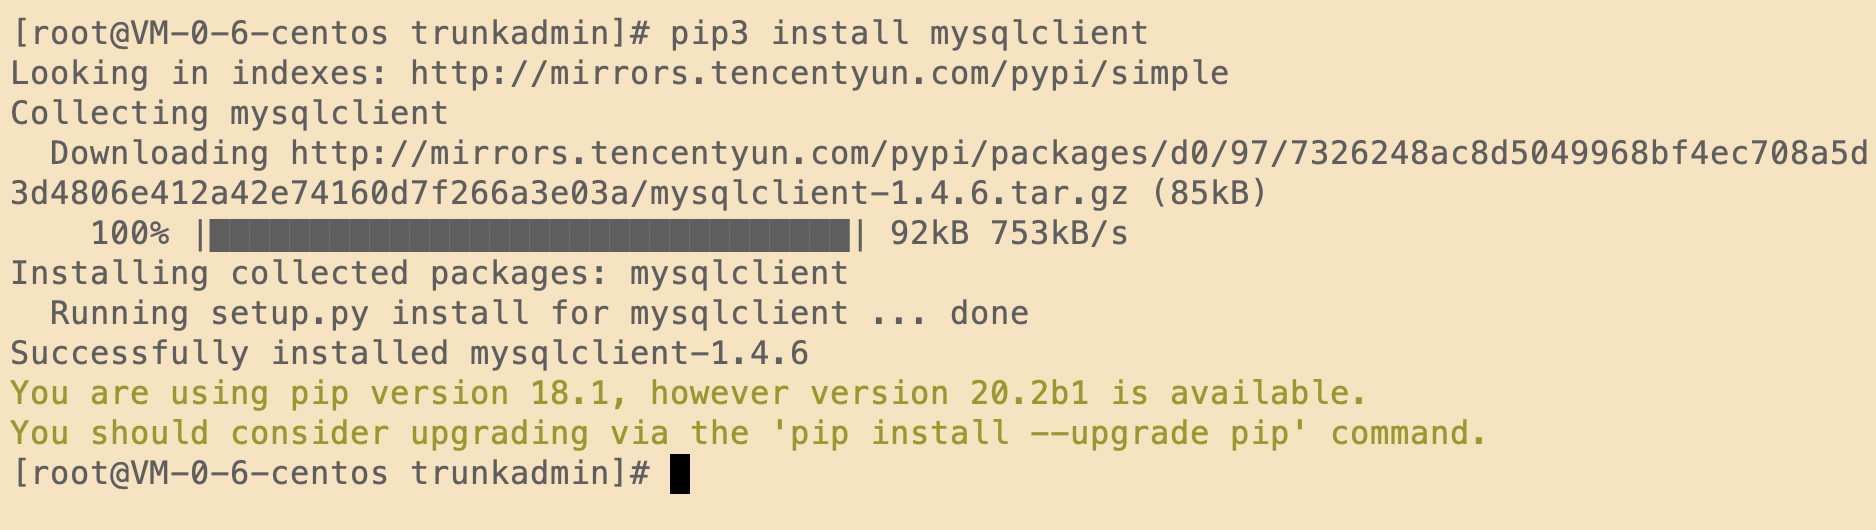 [root@VM-0-6-centos trunkadmin]# pip3 install mysqlclient
Looking in indexes: http://mirrors.tencentyun.com/pypi/simple
Collecting mysqlclient
  Downloading http://mirrors.tencentyun.com/pypi/packages/d0/97/7326248ac8d5049968bf4ec708a5d
3d4806e412a42e74160d7f266a3e03a/mysqlclient-1.4.6.tar.gz (85kB)
    100% |████████████████████████████████| 92kB 753kB/s
Installing collected packages: mysqlclient
  Running setup.py install for mysqlclient ... done
Successfully installed mysqlclient-1.4.6
You are using pip version 18.1, however version 20.2b1 is available.
You should consider upgrading via the 'pip install --upgrade pip' command.
[root@VM-0-6-centos trunkadmin]#